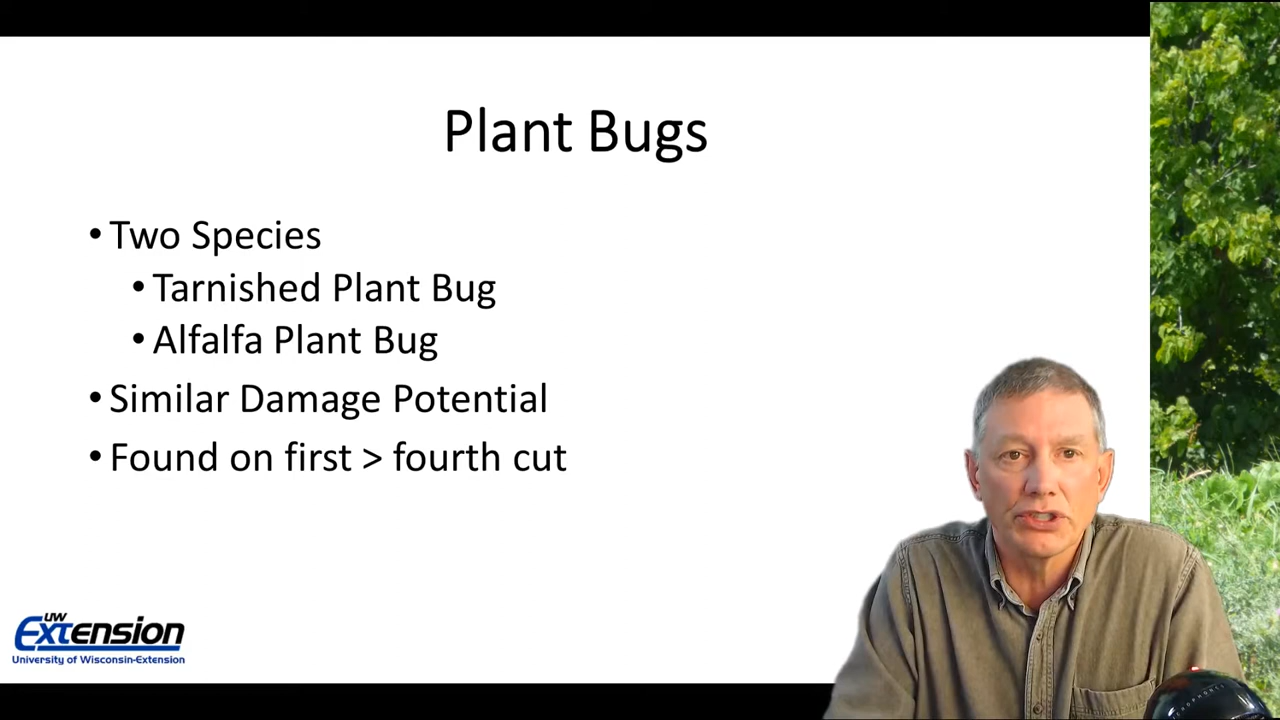 Plant Bugs
• Two Species
• Tarnished Plant Bug
• Alfalfa Plant Bug
• Similar Damage Potential
• Found on first > fourth cut
UW
Extension
University of Wisconsin-Extension